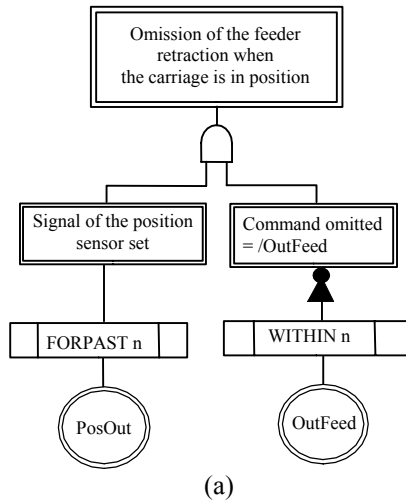 Omission of the feeder
retraction when
the carriage is in position
Signal of the position
sensor set
Command omitted
= /OutFeed
FORPAST n
WITHIN n
PosOut
OutFeed
(a)